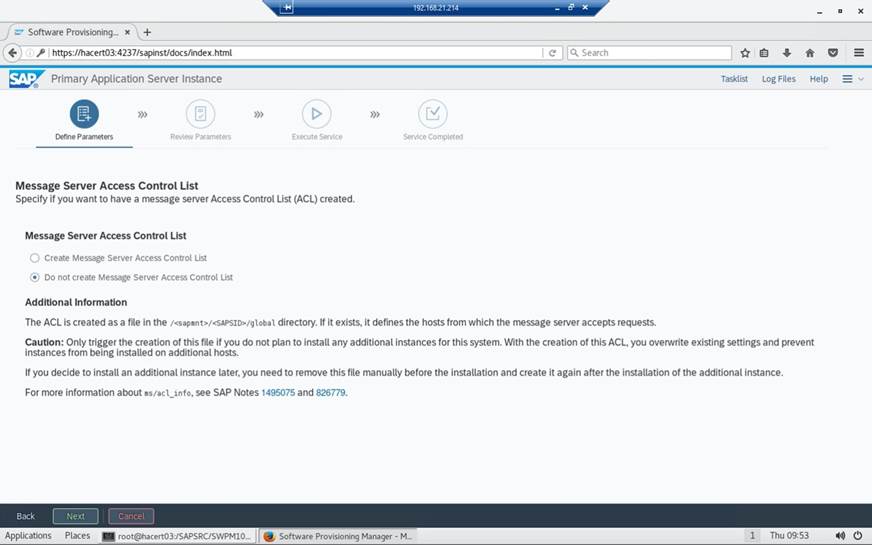 192.168.21.214
Software Provisioning...
https://hacert03:4237/sapinst/docs/index.html
Search
SAP Primary Application Server Instance
Tasklist Log Files Help
Define Parameters Review Parameters Execute Service Service Completed
Message Server Access Control List
Specify if you want to have a message server Access Control List (ACL) created.
Message Server Access Control List
Create Message Server Access Control List
Do not create Message Server Access Control List
Additional Information
The ACL is created as a file in the /<sapmnt>/<SAPSID>/global directory. If it exists, it defines the hosts from which the message server accepts requests.
Caution: Only trigger the creation of this file if you do not plan to install any additional instances for this system. With the creation of this ACL, you overwrite existing settings and prevent
instances from being installed on additional hosts.
If you decide to install an additional instance later, you need to remove this file manually before the installation and create it again after the installation of the additional instance.
For more information about ms/acl_info, see SAP Notes 1495075 and 826779.
Back Next Cancel
Applications Places root@hacert03:/SAPSRC/SWPM10... Software Provisioning Manager - M... 1 Thu 09:53